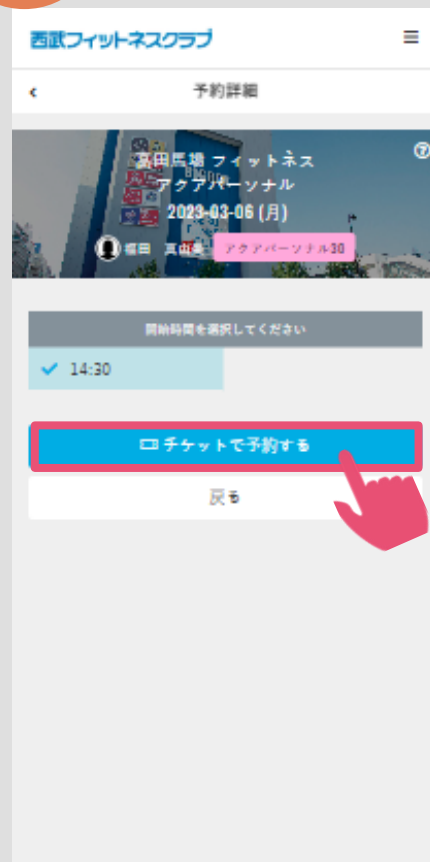 西武フィットネスクラブ
予約詳細
高田馬場 フィットネス
アクアパーソナル
2023-03-06 (月)
福田
アクアパーソナル30
開始時間を選択してください
14:30
チケットで予約する
戻る